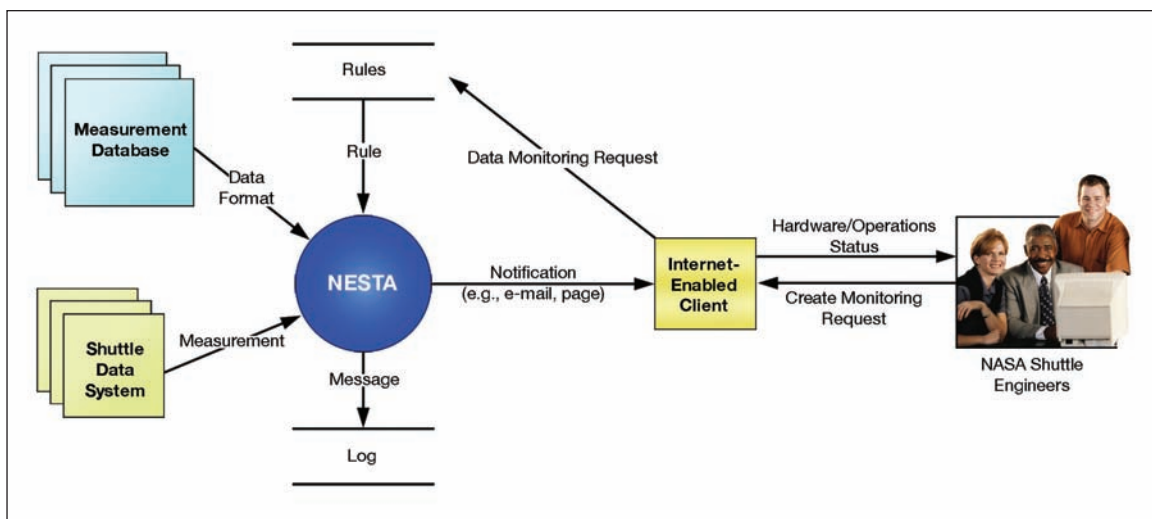 Measurement
Database
Rules
Rule
Data
Format
Data Monitoring Request
NESTA
Notification
(e.g., e-mail, page)
Internet-
Enabled
Client
Hardware/Operations
Status
Create Monitoring
Request
NASA Shuttle
Engineers
Shuttle
Data
System
Measurement
Message
Log